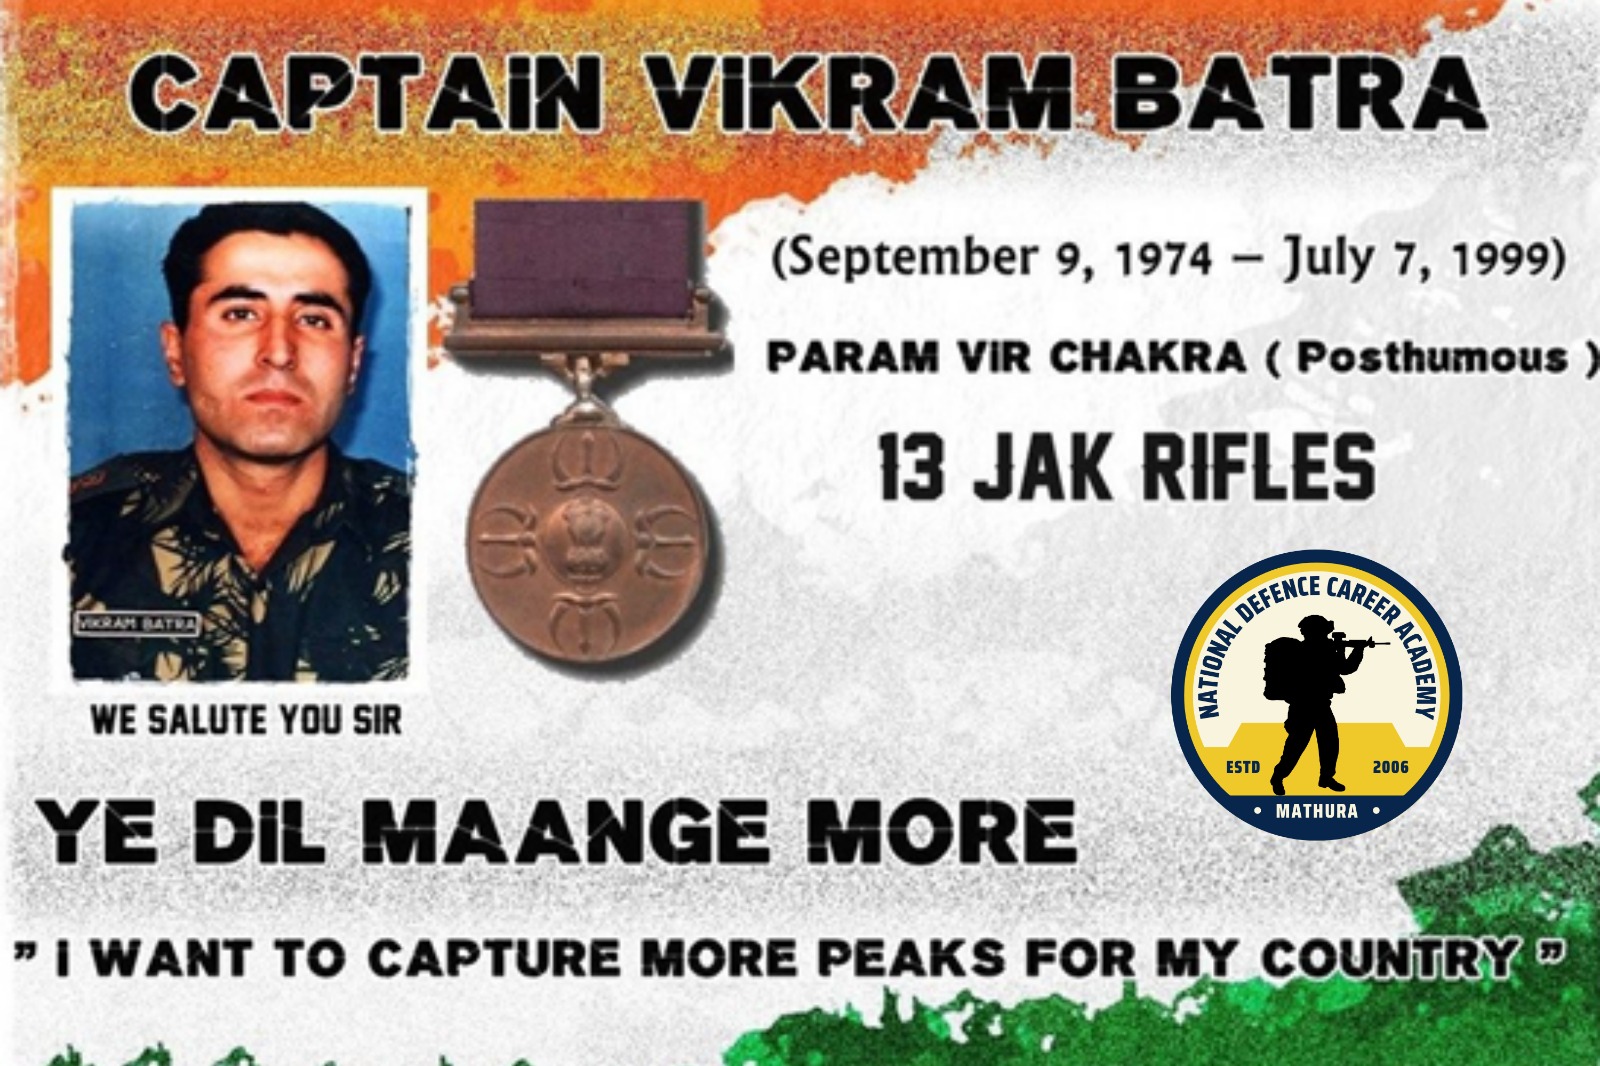 CAPTAiN ViKRAM BATRA
(September 9, 1974 – July 7, 1999)
PARAM ViR CHAKRA ( Posthumous )
13 JAK RIFLES
VIKRAM BATRA
WE SALUTE YOU SIR
NATIONAL DEFENCE CAREER ACADEMY
ESTD 2006
• MATHURA •
YE DiL MAANGE MORE
” i WANT TO CAPTURE MORE PEAKS FOR MY COUNTRY ”